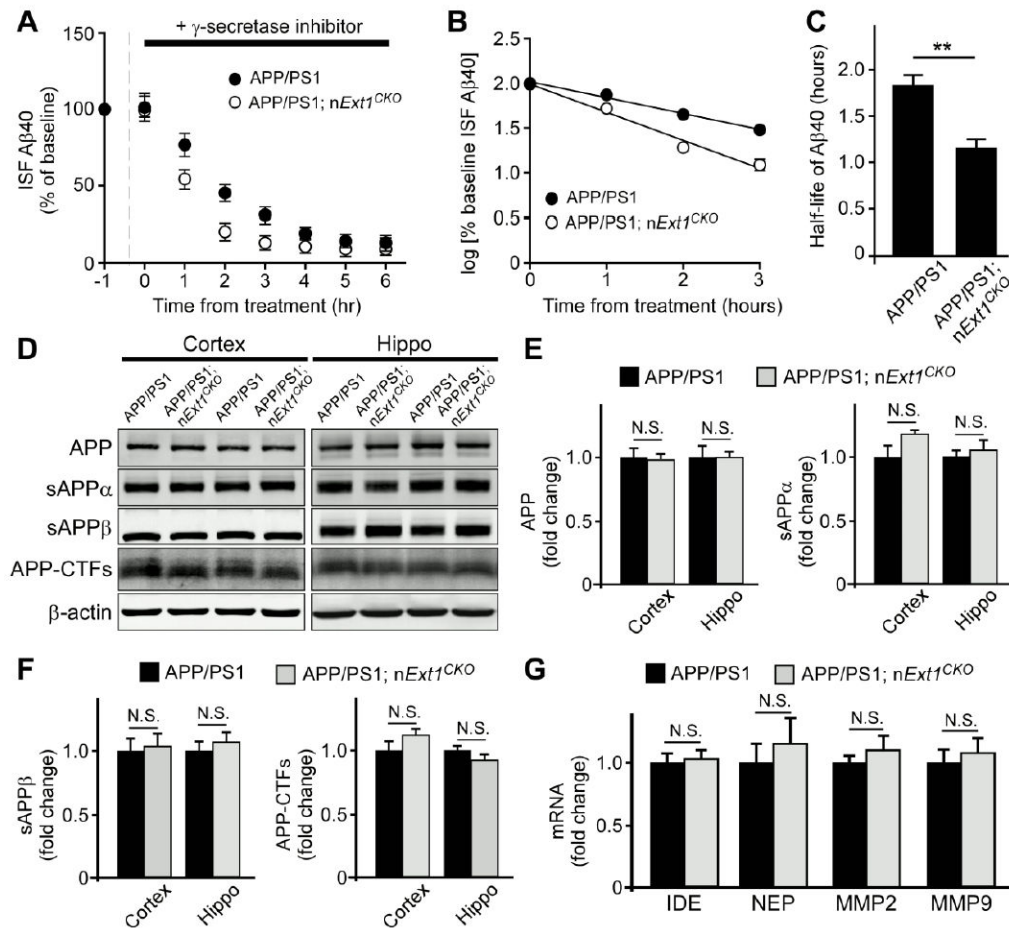 A
+ γ-secretase inhibitor
APP/PS1
APP/PS1; nExt1CKO
ISF Aβ40
(% of baseline)
150
100
50
0
-1 0 1 2 3 4 5 6
Time from treatment (hr)
B
log [% baseline ISF Aβ40]
2.5
2.0
1.5
1.0
0.5
0
APP/PS1
APP/PS1; nExt1CKO
0 1 2 3
Time from treatment (hours)
C
**
Half-life of Aβ40 (hours)
2.0
1.5
1.0
0.5
0
APP/PS1
APP/PS1;
nExt1CKO
D
Cortex Hippo
APP/PS1
APP/PS1;
nExt1CKO
APP/PS1
APP/PS1;
nExt1CKO
APP/PS1
APP/PS1;
nExt1CKO
APP/PS1
APP/PS1;
nExt1CKO
APP
sAPPα
sAPPβ
APP-CTFs
β-actin
E
APP/PS1 APP/PS1; nExt1CKO
N.S. N.S.
APP
(fold change)
1.0
0.5
0
Cortex
Hippo
N.S. N.S.
sAPPα
(fold change)
1.0
0.5
0
Cortex
Hippo
F
APP/PS1 APP/PS1; nExt1CKO
N.S. N.S.
sAPPβ
(fold change)
1.0
0.5
0
Cortex
Hippo
N.S. N.S.
APP-CTFs
(fold change)
1.0
0.5
0
Cortex
Hippo
G
APP/PS1 APP/PS1; nExt1CKO
N.S. N.S. N.S. N.S.
mRNA
(fold change)
1.0
0.5
0
IDE NEP MMP2 MMP9